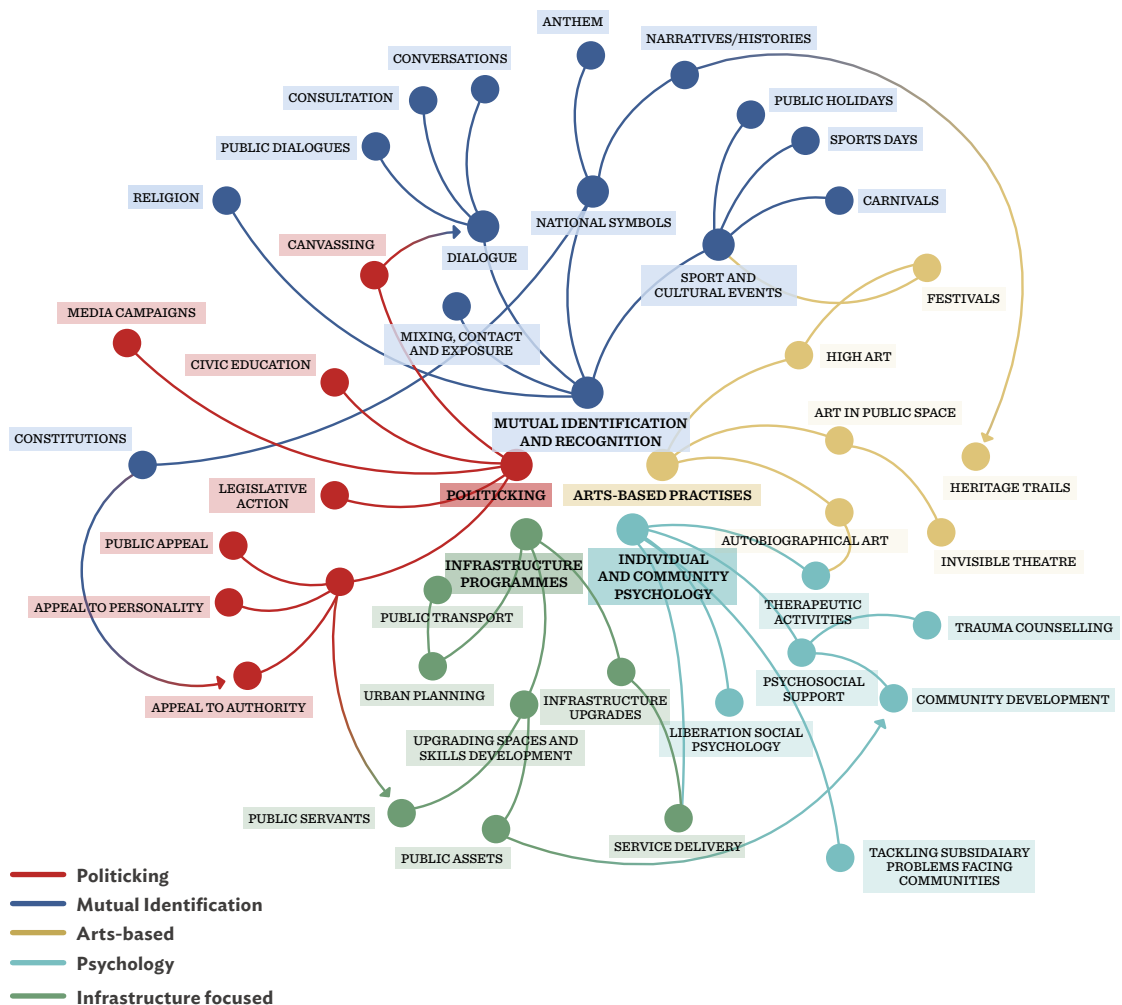 ANTHEM
NARRATIVES/HISTORIES
CONVERSATIONS
CONSULTATION
PUBLIC HOLIDAYS
PUBLIC DIALOGUES
SPORTS DAYS
RELIGION
CARNIVALS
NATIONAL SYMBOLS
CANVASSING
DIALOGUE
SPORT AND
CULTURAL EVENTS
FESTIVALS
MEDIA CAMPAIGNS
MIXING, CONTACT
AND EXPOSURE
HIGH ART
CIVIC EDUCATION
ART IN PUBLIC SPACE
MUTUAL IDENTIFICATION
AND RECOGNITION
CONSTITUTIONS
HERITAGE TRAILS
LEGISLATIVE
ACTION
POLITICKING
ARTS-BASED PRACTISES
PUBLIC APPEAL
AUTOBIOGRAPHICAL ART
INVISIBLE THEATRE
INFRASTRUCTURE
PROGRAMMES
INDIVIDUAL
AND COMMUNITY
PSYCHOLOGY
APPEAL TO PERSONALITY
PUBLIC TRANSPORT
THERAPEUTIC
ACTIVITIES
TRAUMA COUNSELLING
URBAN PLANNING
PSYCHOSOCIAL
SUPPORT
COMMUNITY DEVELOPMENT
APPEAL TO AUTHORITY
INFRASTRUCTURE
UPGRADES
LIBERATION SOCIAL
PSYCHOLOGY
UPGRADING SPACES AND
SKILLS DEVELOPMENT
PUBLIC SERVANTS
SERVICE DELIVERY
PUBLIC ASSETS
TACKLING SUBSIDAIARY
PROBLEMS FACING
COMMUNITIES
Politicking
Mutual Identification
Arts-based
Psychology
Infrastructure focused